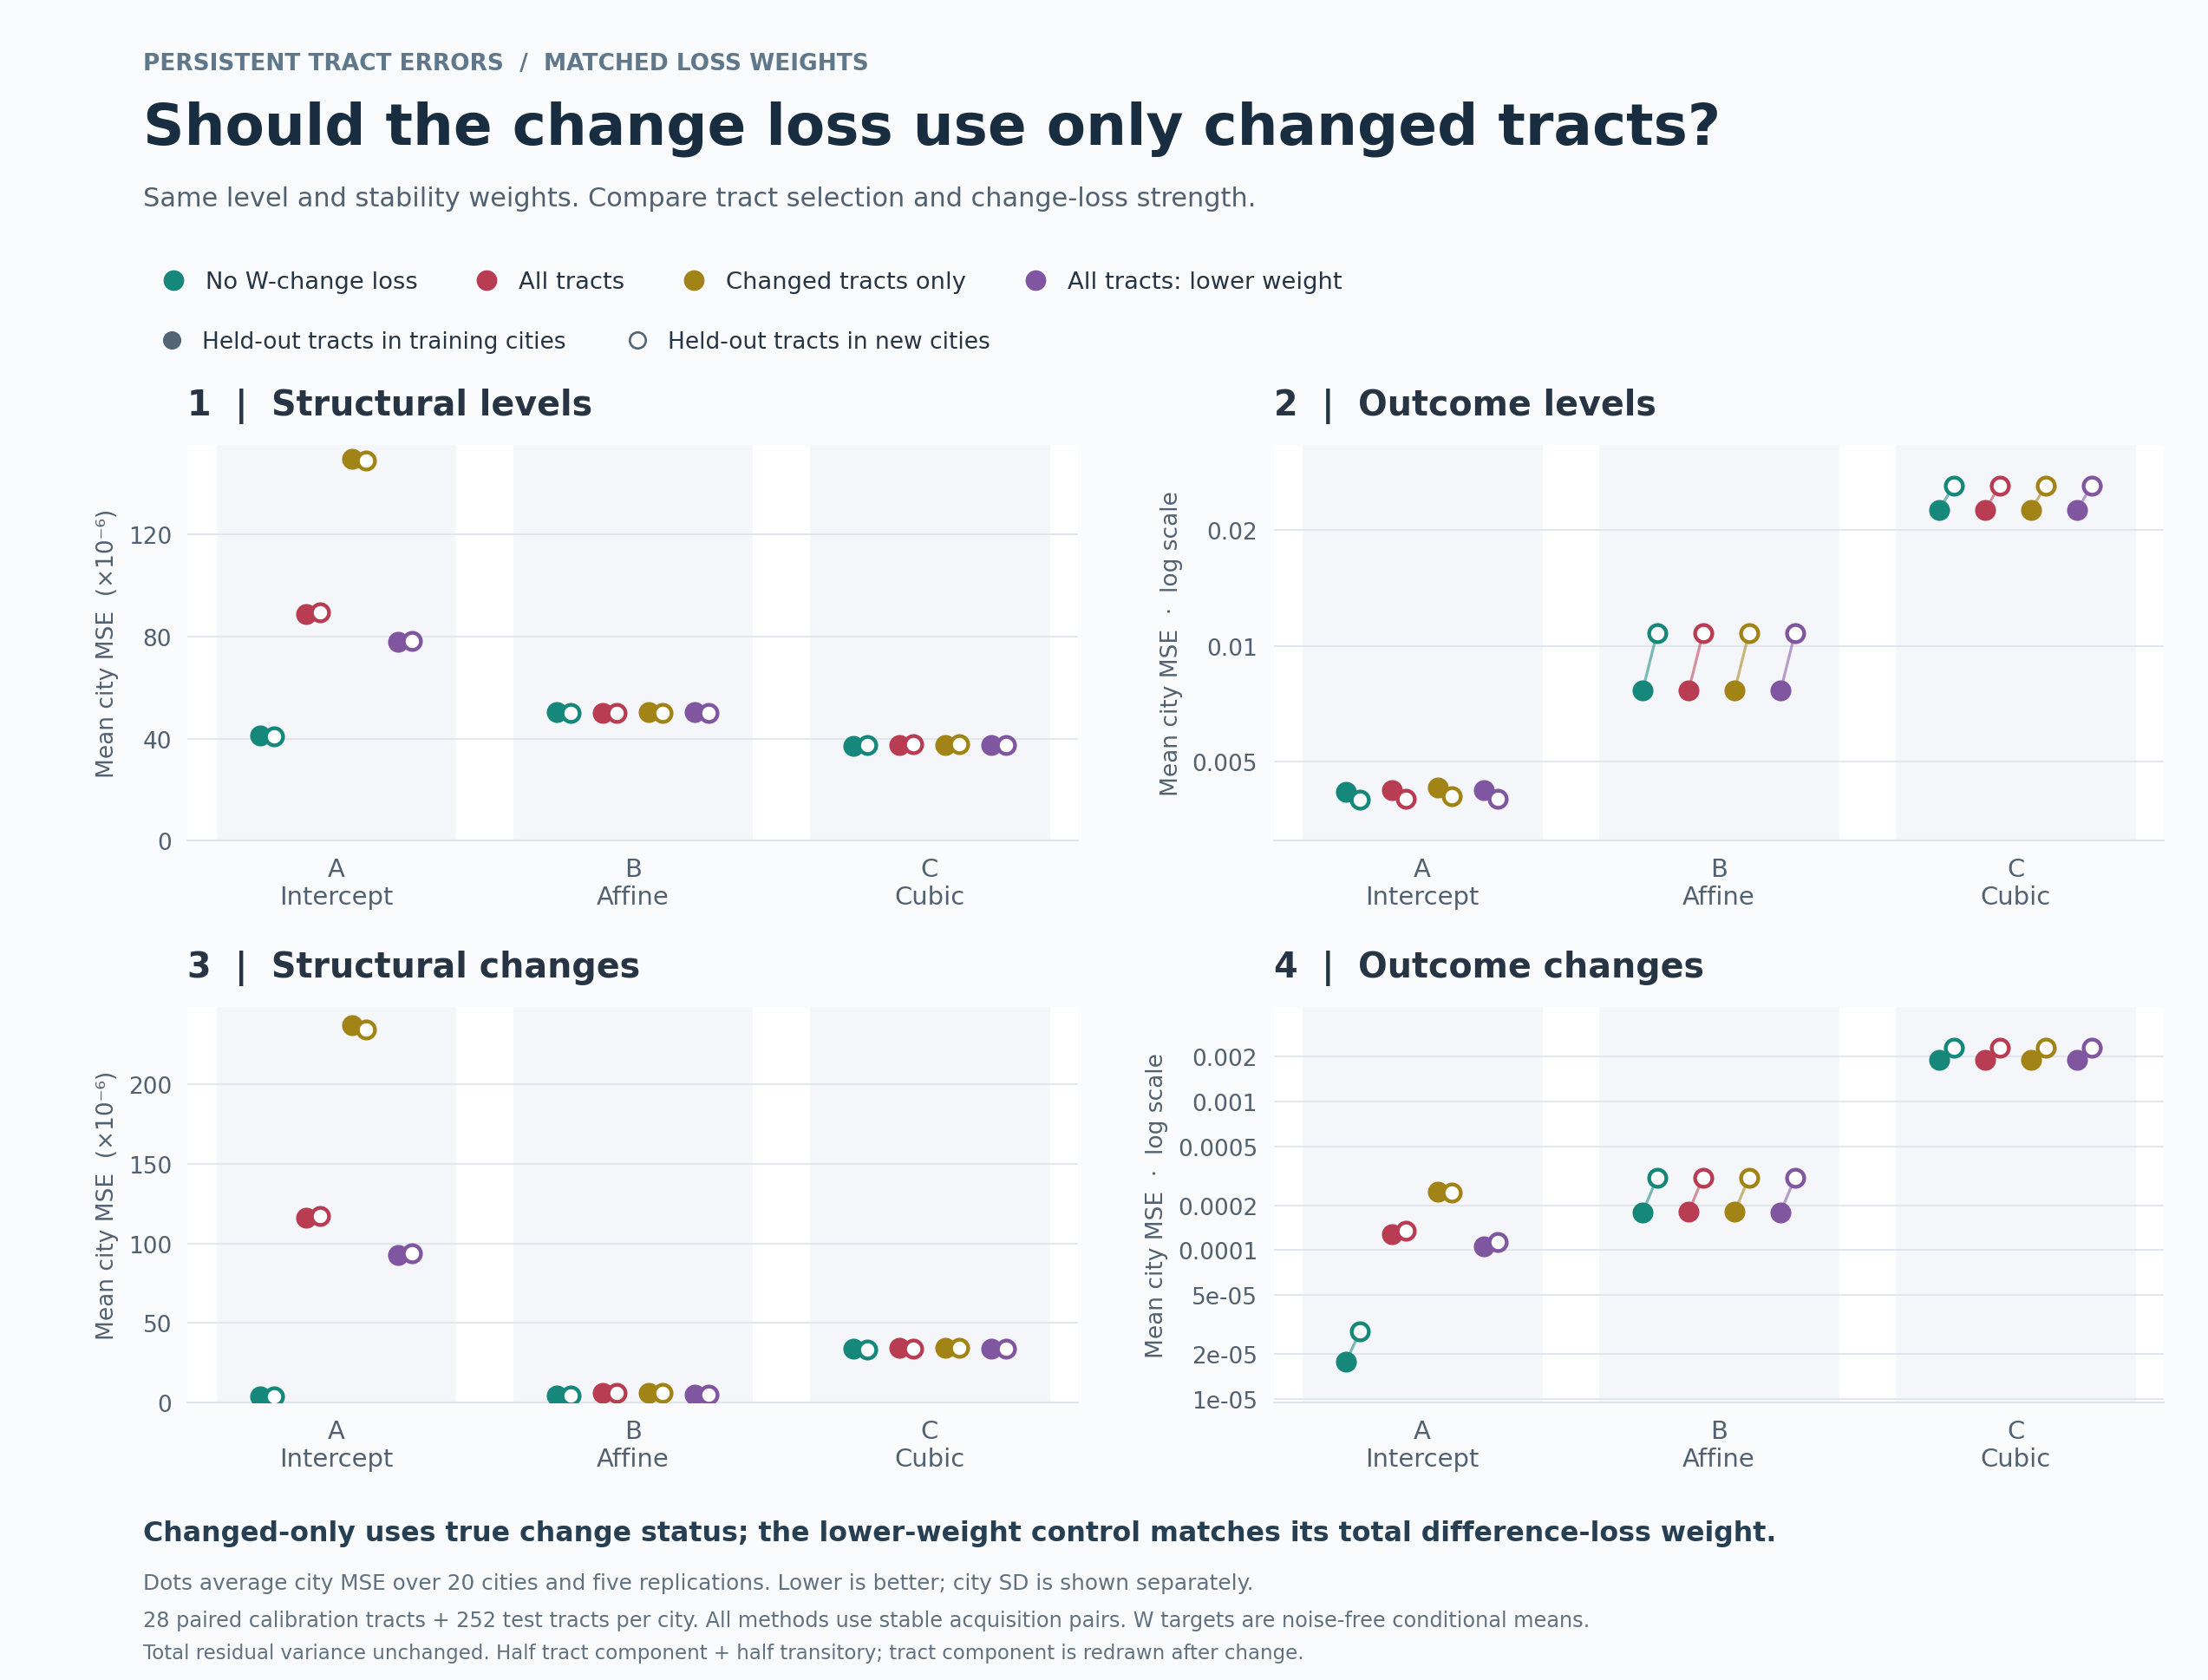 PERSISTENT TRACT ERRORS / MATCHED LOSS WEIGHTS
Should the change loss use only changed tracts?
Same level and stability weights. Compare tract selection and change-loss strength.
No W-change loss All tracts Changed tracts only All tracts: lower weight
Held-out tracts in training cities Held-out tracts in new cities
1 | Structural levels
Mean city MSE (×10⁻⁶)
120
80
40
0
A
Intercept
B
Affine
C
Cubic
2 | Outcome levels
Mean city MSE · log scale
0.02
0.01
0.005
A
Intercept
B
Affine
C
Cubic
3 | Structural changes
Mean city MSE (×10⁻⁶)
200
150
100
50
0
A
Intercept
B
Affine
C
Cubic
4 | Outcome changes
Mean city MSE · log scale
0.002
0.001
0.0005
0.0002
0.0001
5e-05
2e-05
1e-05
A
Intercept
B
Affine
C
Cubic
Changed-only uses true change status; the lower-weight control matches its total difference-loss weight.
Dots average city MSE over 20 cities and five replications. Lower is better; city SD is shown separately.
28 paired calibration tracts + 252 test tracts per city. All methods use stable acquisition pairs. W targets are noise-free conditional means.
Total residual variance unchanged. Half tract component + half transitory; tract component is redrawn after change.